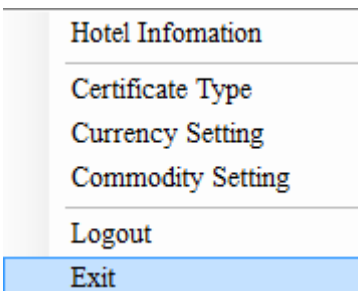 Hotel Infomation
Certificate Type
Currency Setting
Commodity Setting
Logout
Exit